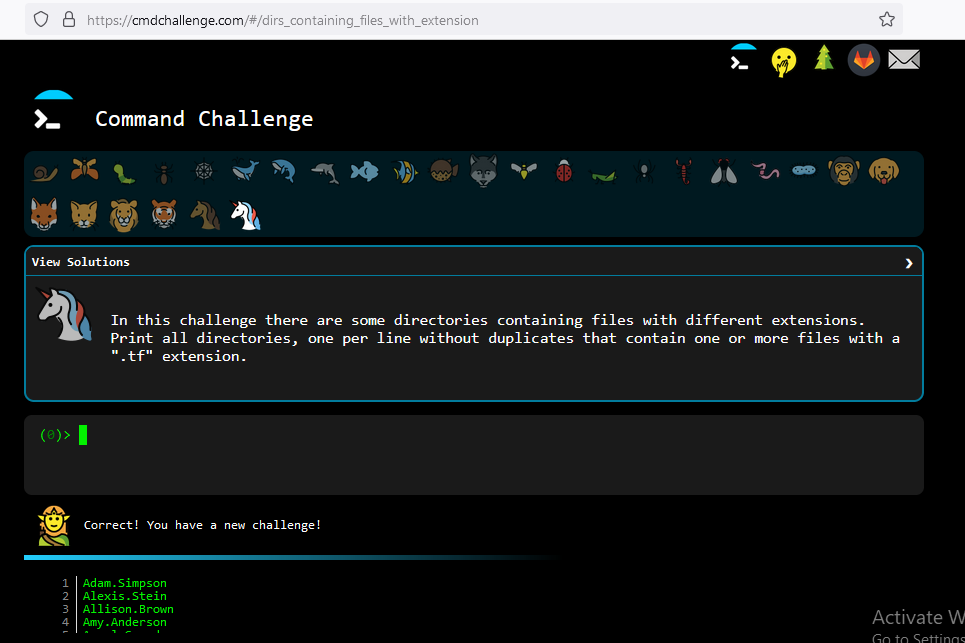 https://cmdchallenge.com/#/dirs_containing_files_with_extension
Command Challenge
View Solutions
In this challenge there are some directories containing files with different extensions.
Print all directories, one per line without duplicates that contain one or more files with a
".tf" extension.
(0)>
Correct! You have a new challenge!
1 Adam.Simpson
2 Alexis.Stein
3 Allison.Brown
4 Amy.Anderson
Activate W
Go to Settings